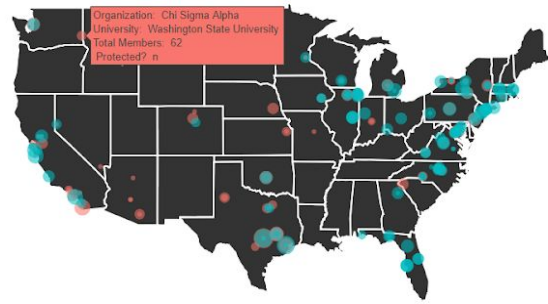 Organization: Chi Sigma Alpha
University: Washington State University
Total Members: 62
Protected? n